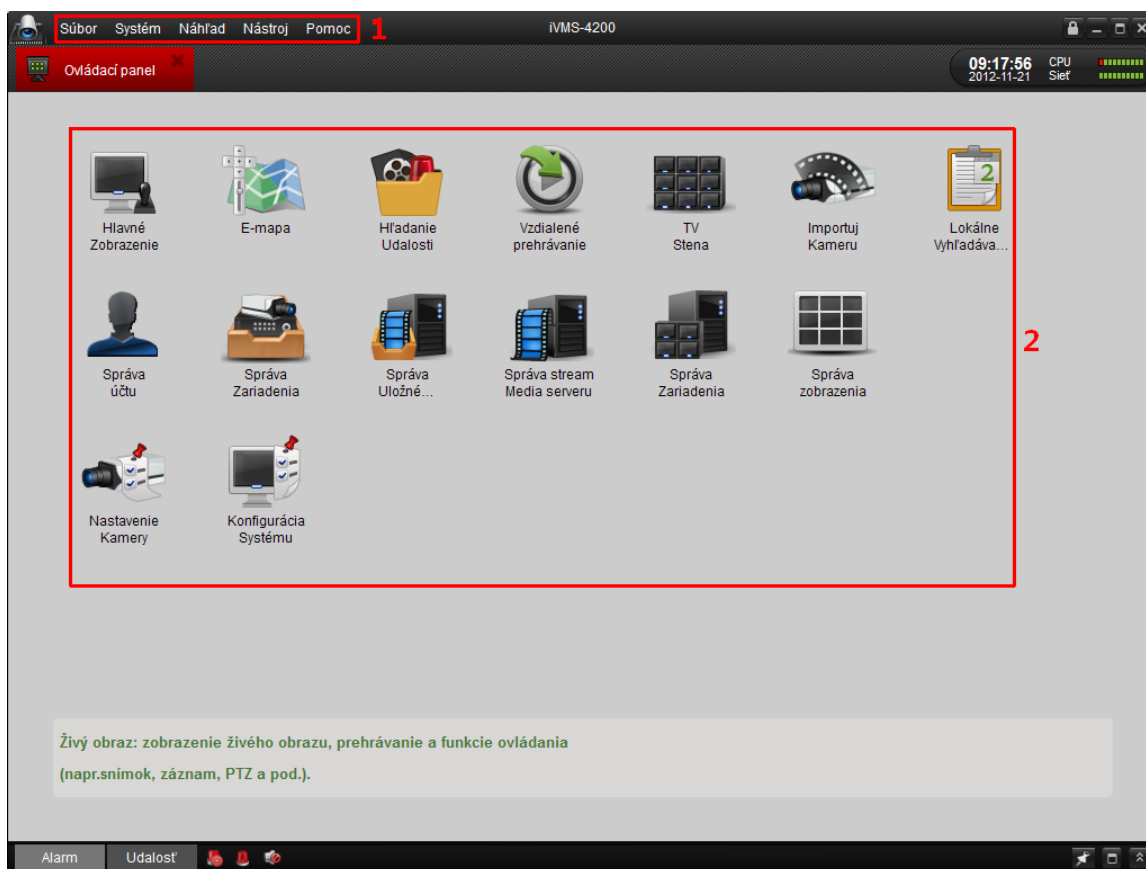 Súbor Systém Náhľad Nástroj Pomoc 1 iVMS-4200
Ovládací panel
09:17:56 CPU
2012-11-21 Sieť
Hlavné Zobrazenie
E-mapa
Hľadanie Udalosti
Vzdialené prehrávanie
TV Stena
Importuj Kameru
2
Lokálne Vyhľadáva...
Správa účtu
Správa Zariadenia
Správa Uložné...
Správa stream Media serveru
Správa Zariadenia
Správa zobrazenia
2
Nastavenie Kamery
Konfigurácia Systému
Živý obraz: zobrazenie živého obrazu, prehrávanie a funkcie ovládania
(napr.snímok, záznam, PTZ a pod.).
Alarm Udalosť